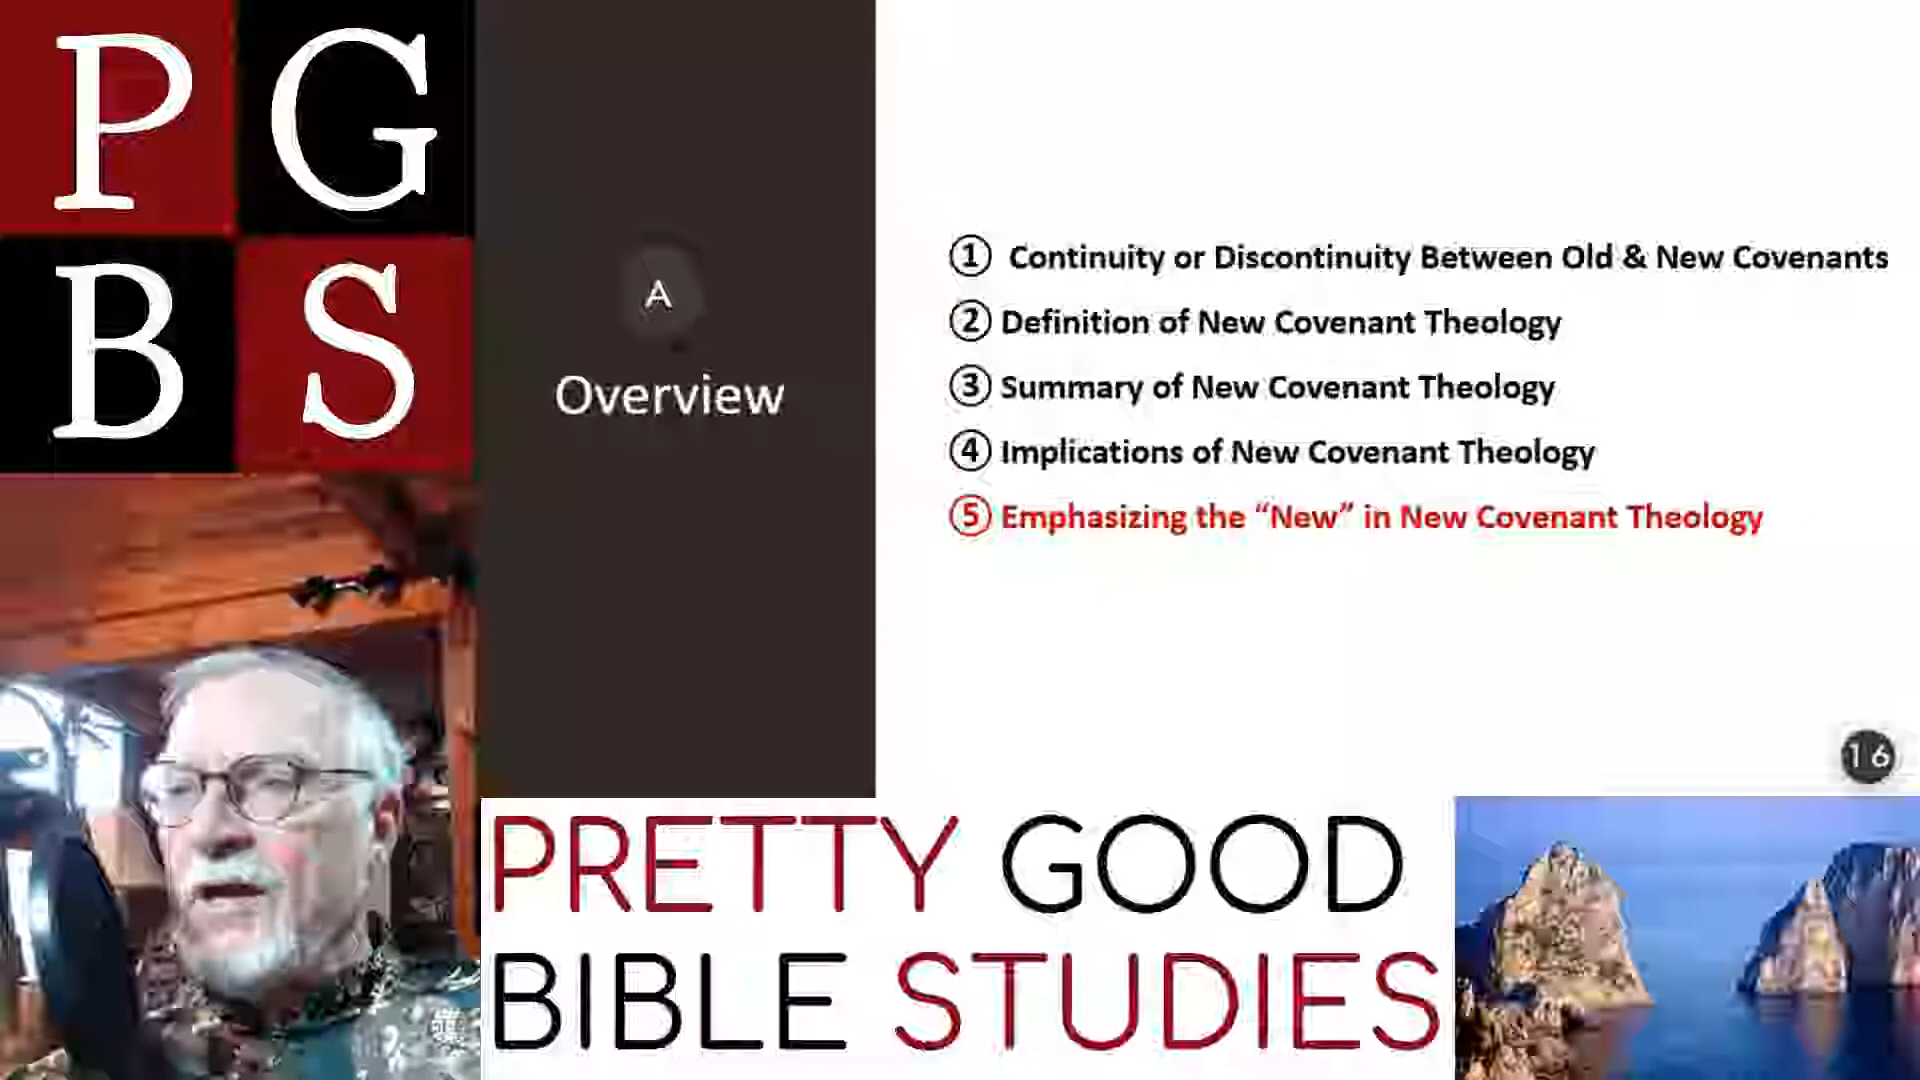 P G
B S
A
Overview
① Continuity or Discontinuity Between Old & New Covenants
② Definition of New Covenant Theology
③ Summary of New Covenant Theology
④ Implications of New Covenant Theology
⑤ Emphasizing the “New” in New Covenant Theology
16
PRETTY GOOD
BIBLE STUDIES